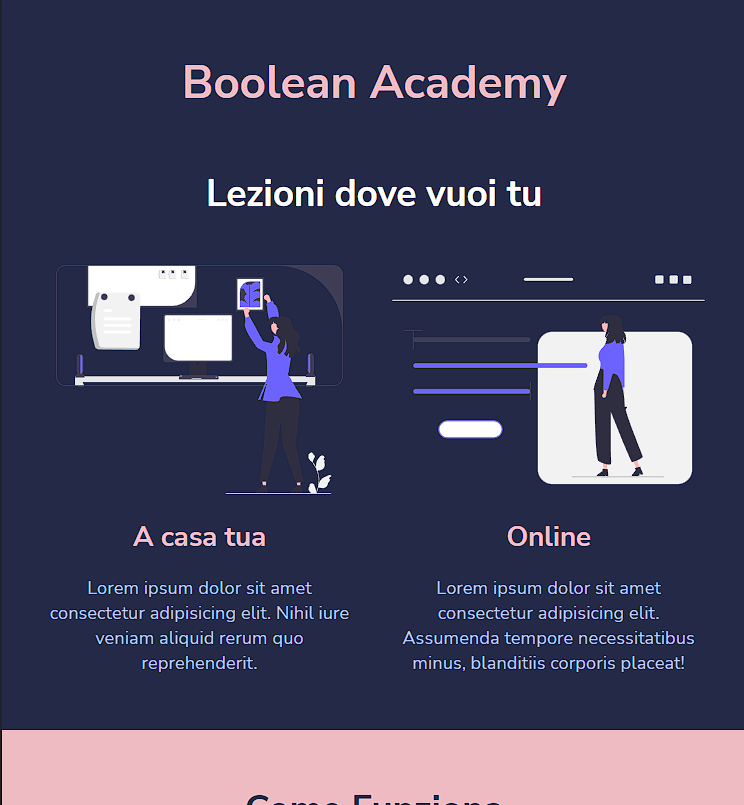 Boolean Academy
Lezioni dove vuoi tu
A casa tua
Lorem ipsum dolor sit amet
consectetur adipisicing elit. Nihil iure
veniam aliquid rerum quo
reprehenderit.
Online
Lorem ipsum dolor sit amet
consectetur adipisicing elit.
Assumenda tempore necessitatibus
minus, blanditiis corporis placeat!
Come Funziona